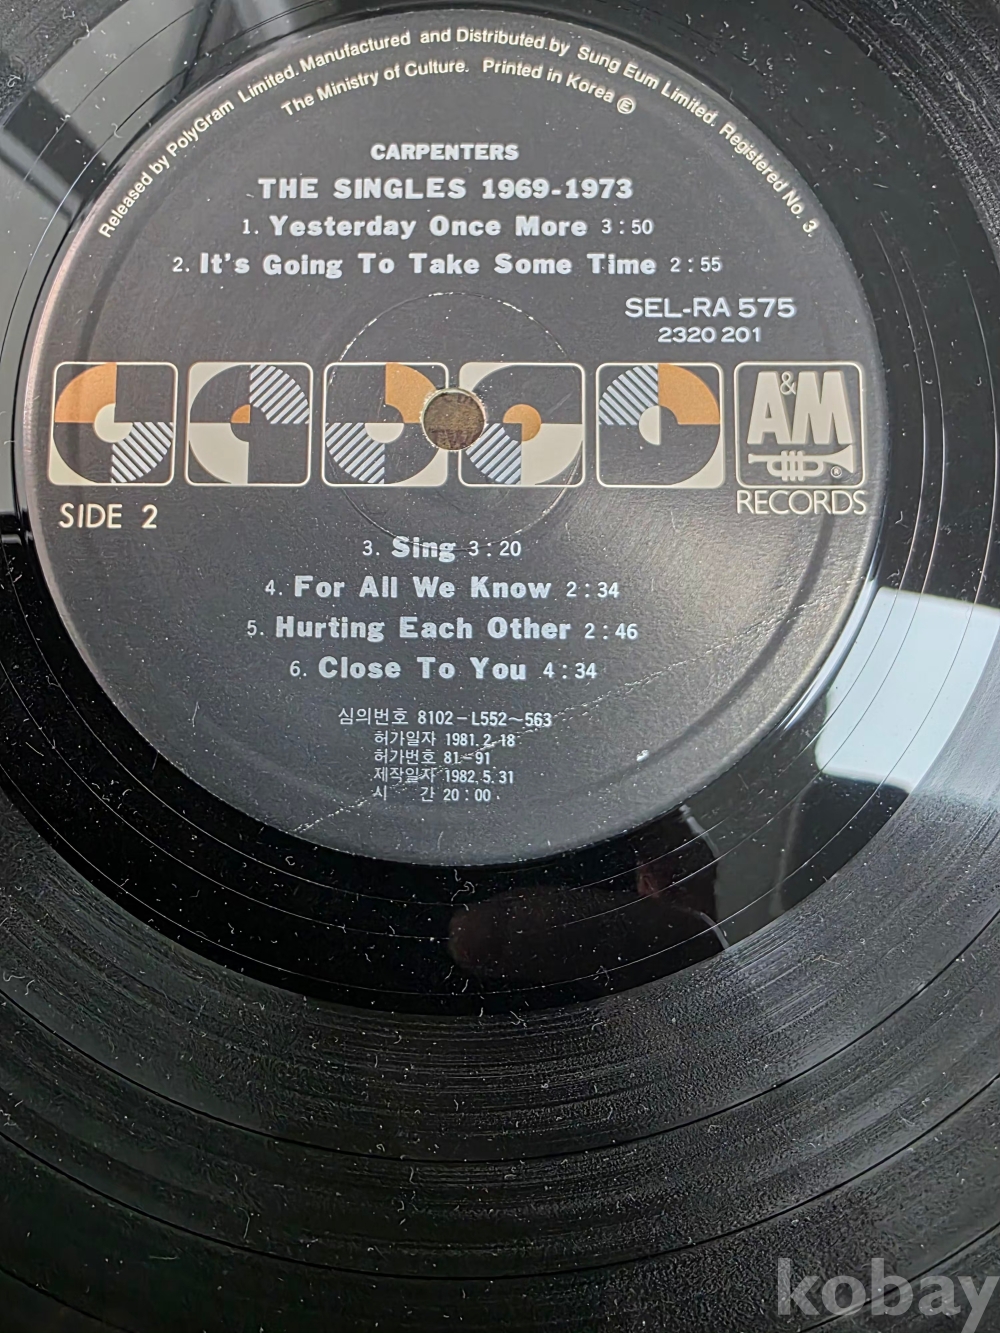 Released by PolyGram Limited. Manufactured and Distributed.by Sung Eum Limited. Registered No. 3.
The Ministry of Culture. Printed in Korea Ⓔ
CARPENTERS
THE SINGLES 1969-1973
1. Yesterday Once More 3:50
2. It's Going To Take Some Time 2:55
SEL-RA 575
2320 201
A&M
®
RECORDS
SIDE 2
3. Sing 3:20
4. For All We Know 2:34
5. Hurting Each Other 2:46
6. Close To You 4:34
심의번호 8102-L552~563
허가일자 1981.2.18
허가번호 81-91
제작일자 1982.5.31
시 간 20:00
kobay